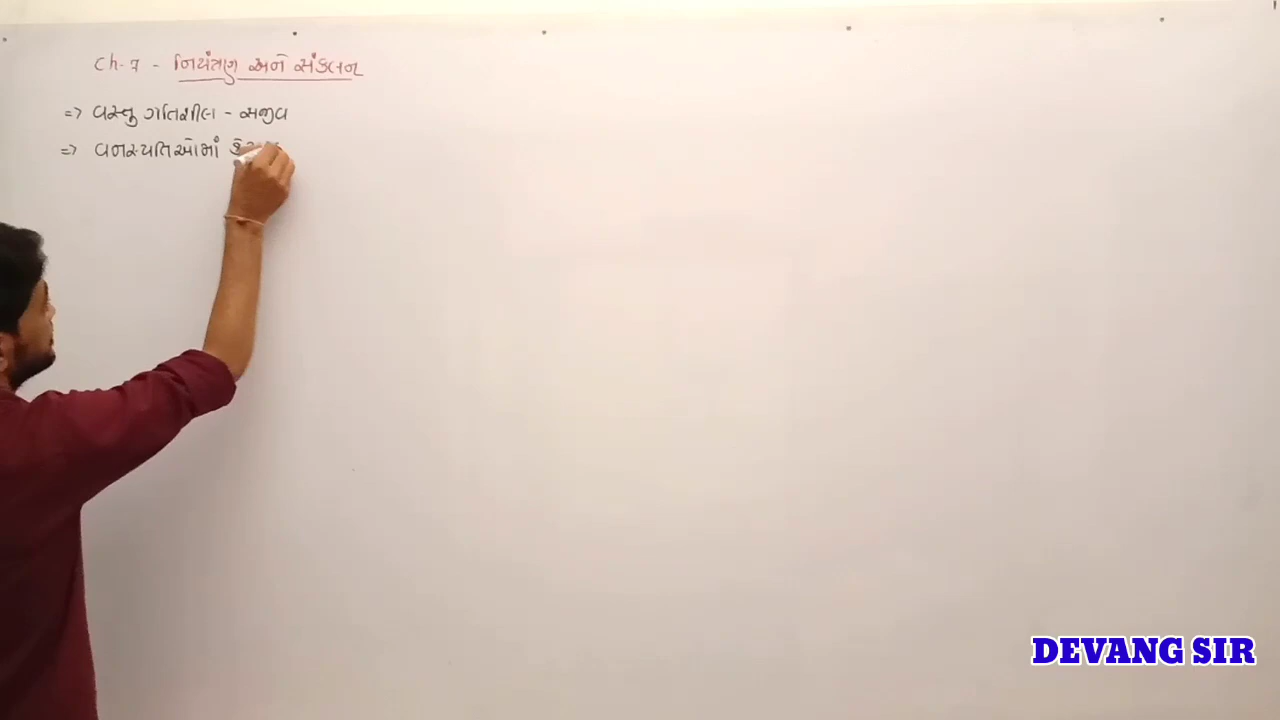 Ch-7 - નિયંત્રણ અને સંકલન
=> વસ્તુ ગતિશીલ - સજીવ
=> વનસ્પતિઓમાં
DEVANG SIR